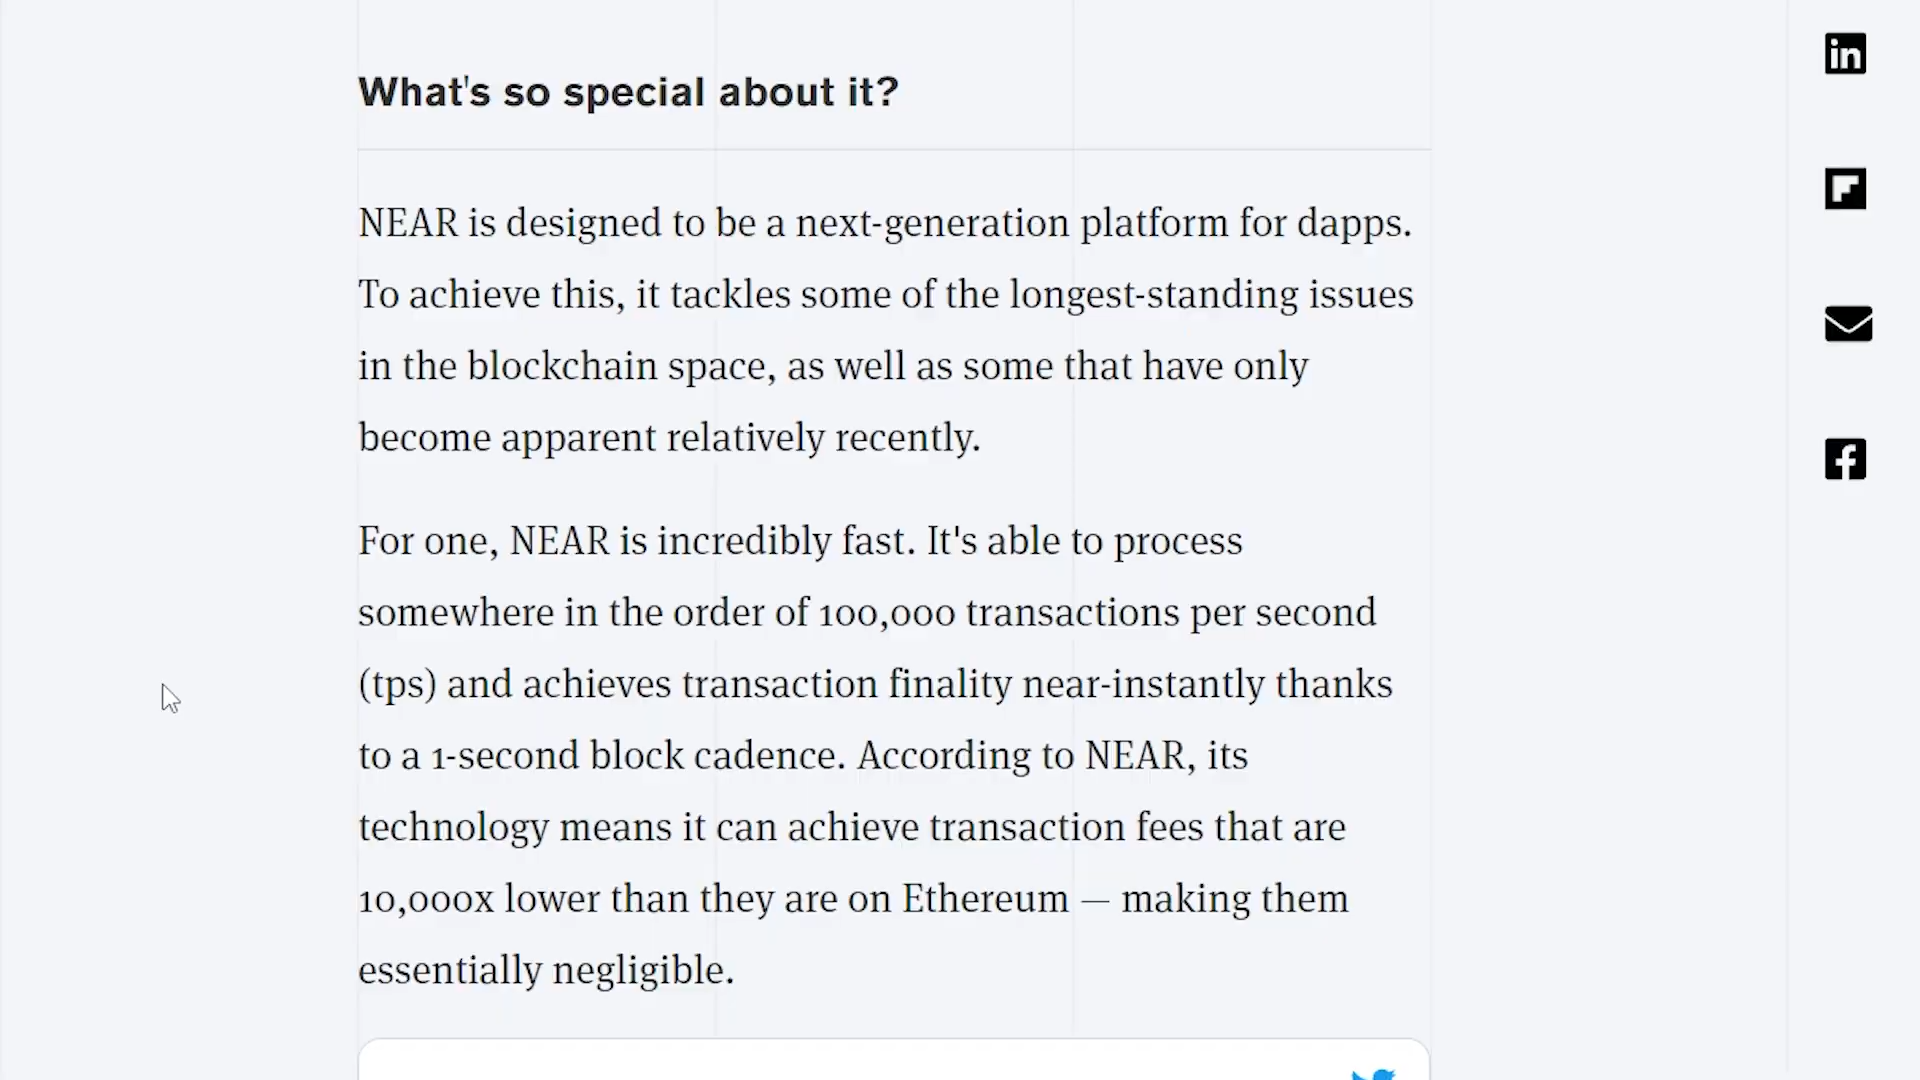 What's so special about it?
NEAR is designed to be a next-generation platform for dapps.
To achieve this, it tackles some of the longest-standing issues
in the blockchain space, as well as some that have only
become apparent relatively recently.
For one, NEAR is incredibly fast. It's able to process
somewhere in the order of 100,000 transactions per second
(tps) and achieves transaction finality near-instantly thanks
to a 1-second block cadence. According to NEAR, its
technology means it can achieve transaction fees that are
10,000x lower than they are on Ethereum — making them
essentially negligible.